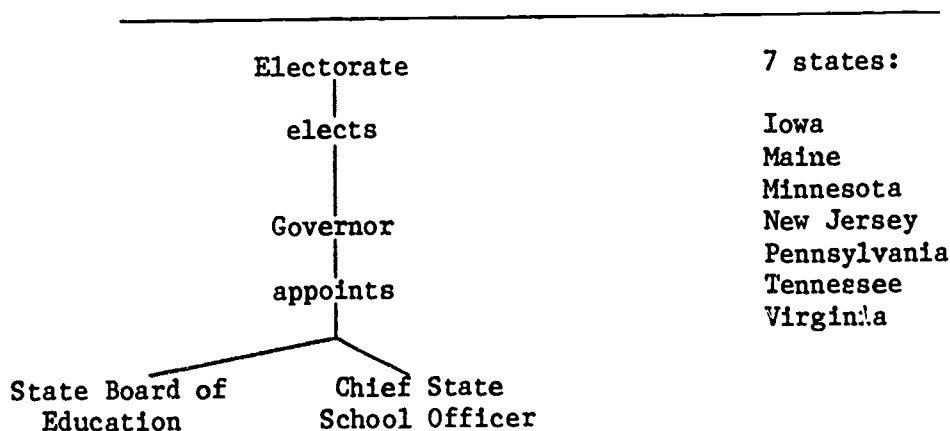 Electorate
elects
Governor
appoints
State Board of
Education
Chief State
School Officer
7 states:
Iowa
Maine
Minnesota
New Jersey
Pennsylvania
Tennessee
Virginia